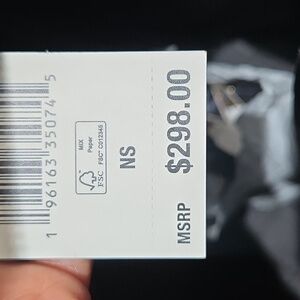 1 96163 35074 5
MIX
Paper
FSC
FSC® C012345
NS
MSRP $298.00